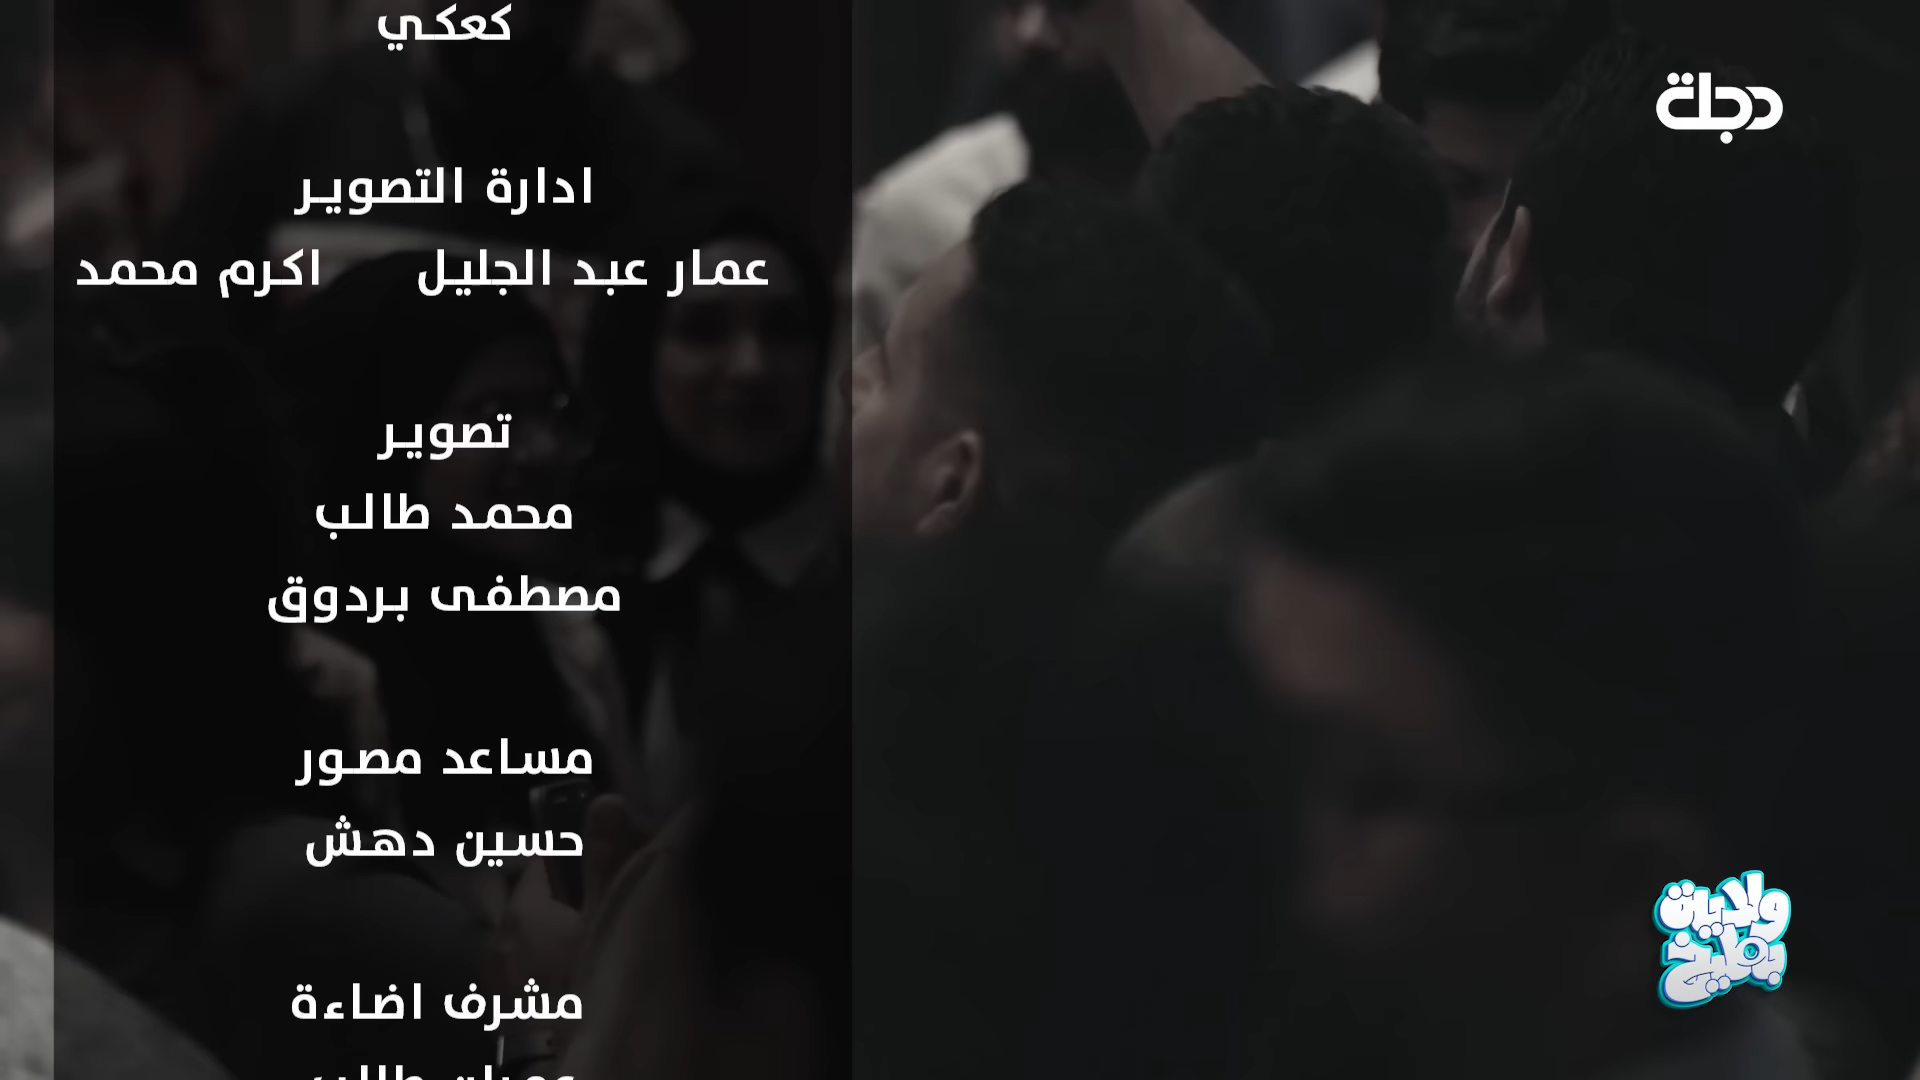 كعكي
دجلة
ادارة التصوير
عمار عبد الجليل اكرم محمد
تصوير
محمد طالب
مصطفى بردوق
مساعد مصور
حسين دهش
ولاية
بطيخ
مشرف اضاءة